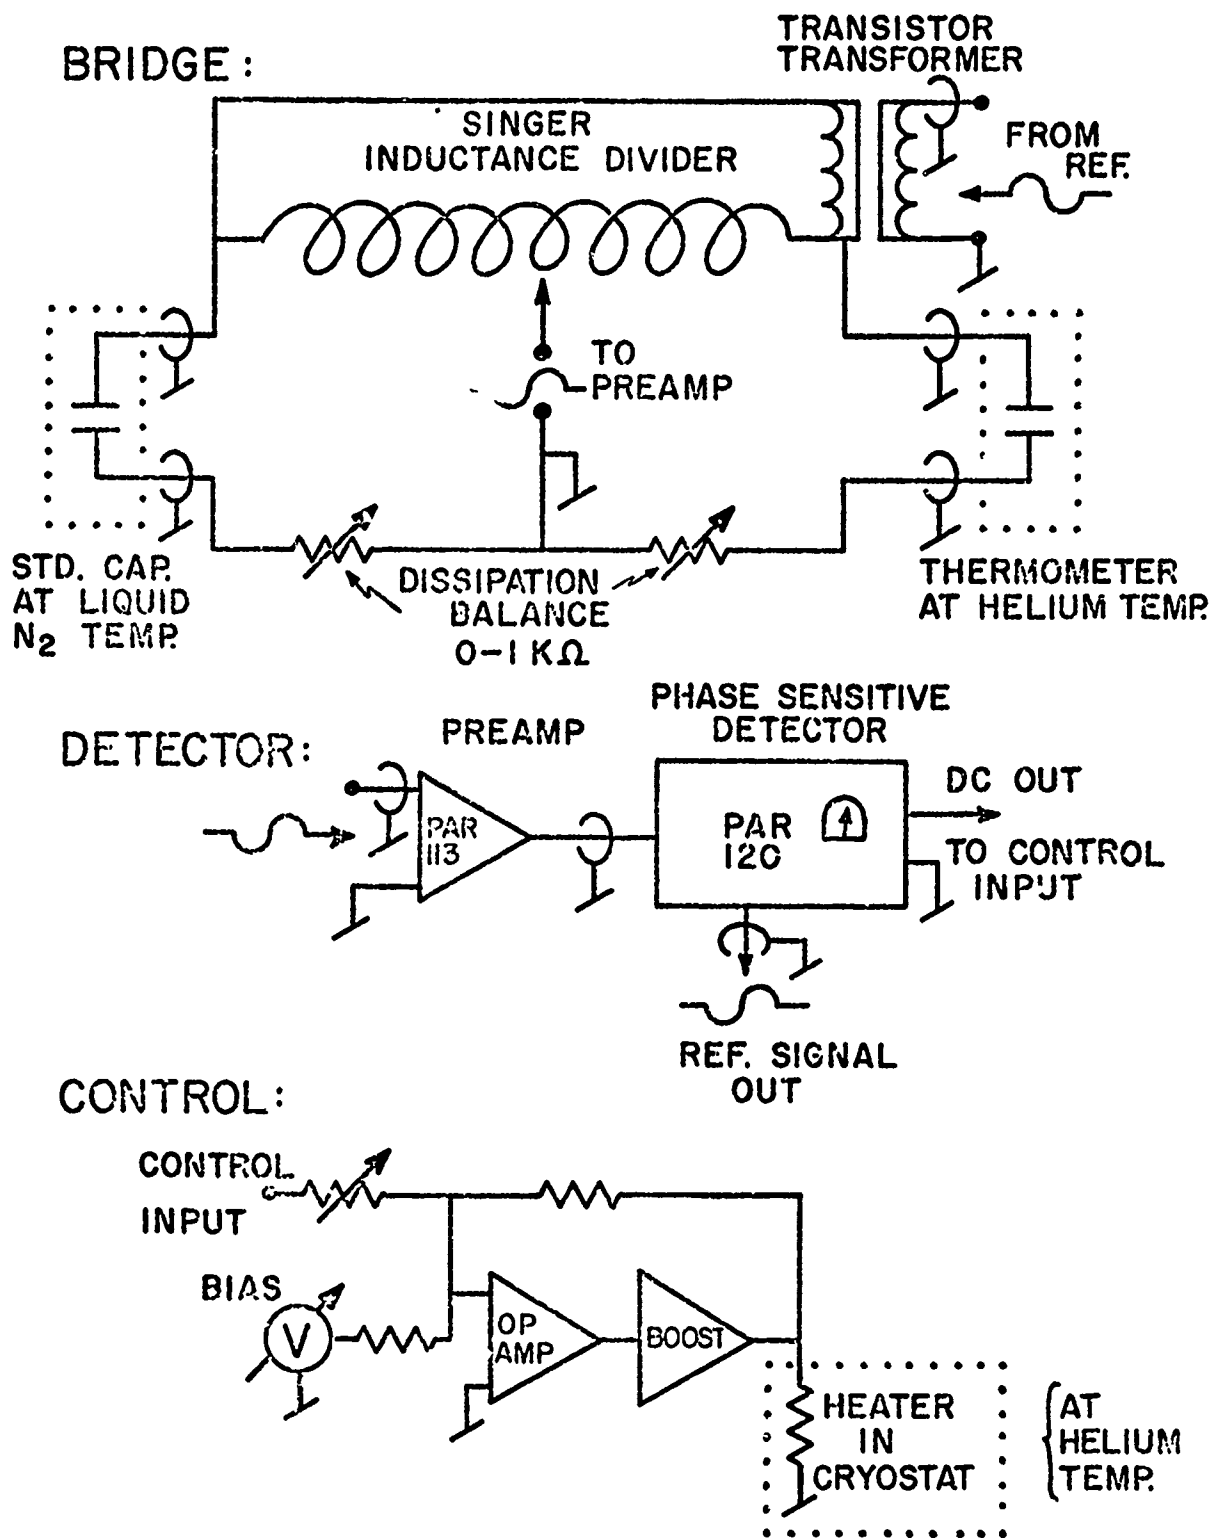 BRIDGE:
TRANSISTOR
TRANSFORMER
SINGER
INDUCTANCE DIVIDER
FROM
REF.
TO
PREAMP
STD. CAP.
AT LIQUID
N2 TEMP.
DISSIPATION
BALANCE
0-1 KΩ
THERMOMETER
AT HELIUM TEMP.
DETECTOR:
PREAMP
PHASE SENSITIVE
DETECTOR
PAR
113
PAR
120
DC OUT
TO CONTROL
INPUT
REF. SIGNAL
OUT
CONTROL:
CONTROL
INPUT
BIAS
V
OP
AMP
BOOST
HEATER
IN
CRYOSTAT
AT
HELIUM
TEMP.